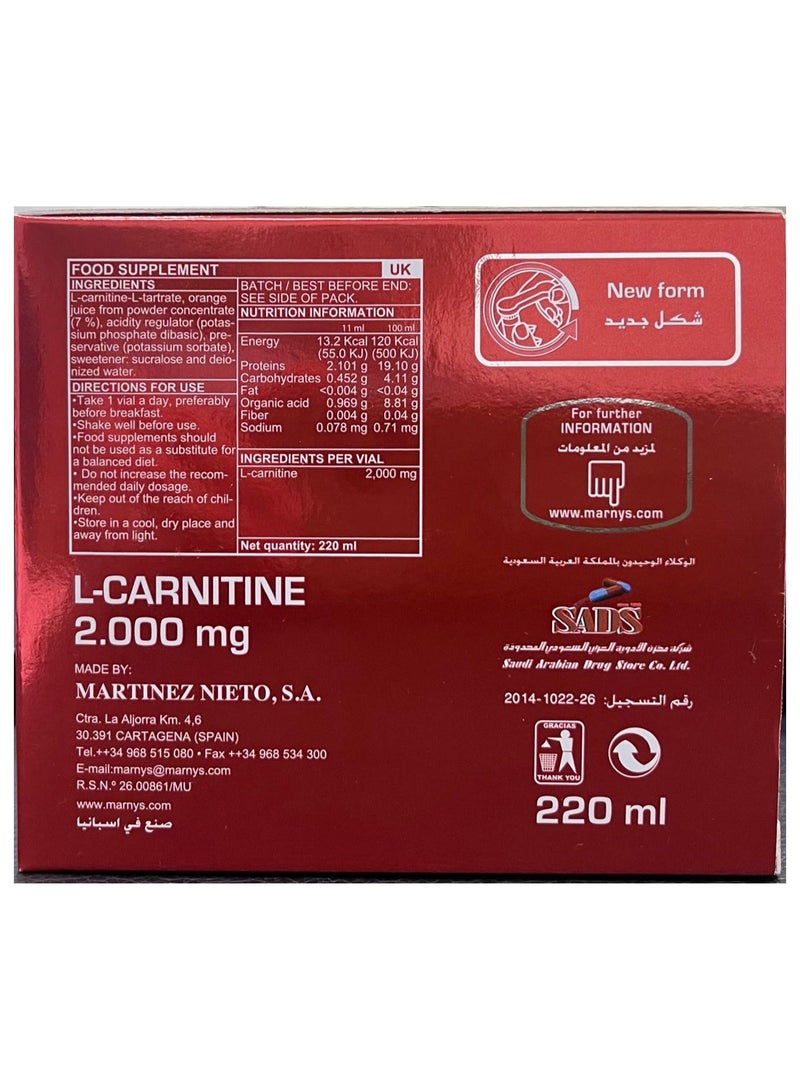 FOOD SUPPLEMENT UK
INGREDIENTS
L-carnitine-L-tartrate, orange
juice from powder concentrate
(7 %), acidity regulator (potas-
sium phosphate dibasic), pre-
servative (potassium sorbate),
sweetener: sucralose and deio-
nized water.
DIRECTIONS FOR USE
•Take 1 vial a day, preferably
before breakfast.
•Shake well before use.
•Food supplements should
not be used as a substitute for
a balanced diet.
• Do not increase the recom-
mended daily dosage.
•Keep out of the reach of chil-
dren.
•Store in a cool, dry place and
away from light.
BATCH / BEST BEFORE END:
SEE SIDE OF PACK.
NUTRITION INFORMATION
11 ml 100 ml
Energy 13.2 Kcal 120 Kcal
(55.0 KJ) (500 KJ)
Proteins 2.101 g 19.10 g
Carbohydrates 0.452 g 4.11 g
Fat <0.004 g <0.04 g
Organic acid 0.969 g 8.81 g
Fiber 0.004 g 0.04 g
Sodium 0.078 mg 0.71 mg
INGREDIENTS PER VIAL
L-carnitine 2,000 mg
Net quantity: 220 ml
L-CARNITINE
2.000 mg
MADE BY:
MARTINEZ NIETO, S.A.
Ctra. La Aljorra Km. 4,6
30.391 CARTAGENA (SPAIN)
Tel.++34 968 515 080 • Fax ++34 968 534 300
E-mail:marnys@marnys.com
R.S.N.º 26.00861/MU
www.marnys.com
صنع في اسبانيا
New form
شكل جديد
For further
INFORMATION
لمزيد من المعلومات
www.marnys.com
الوكلاء الوحيدون بالمملكة العربية السعودية
SADS
شركة مخزن الأدوية العربي السعودي المحدودة
Saudi Arabian Drug Store Co. Ltd.
رقم التسجيل: 26-1022-2014
GRACIAS
THANK YOU
220 ml